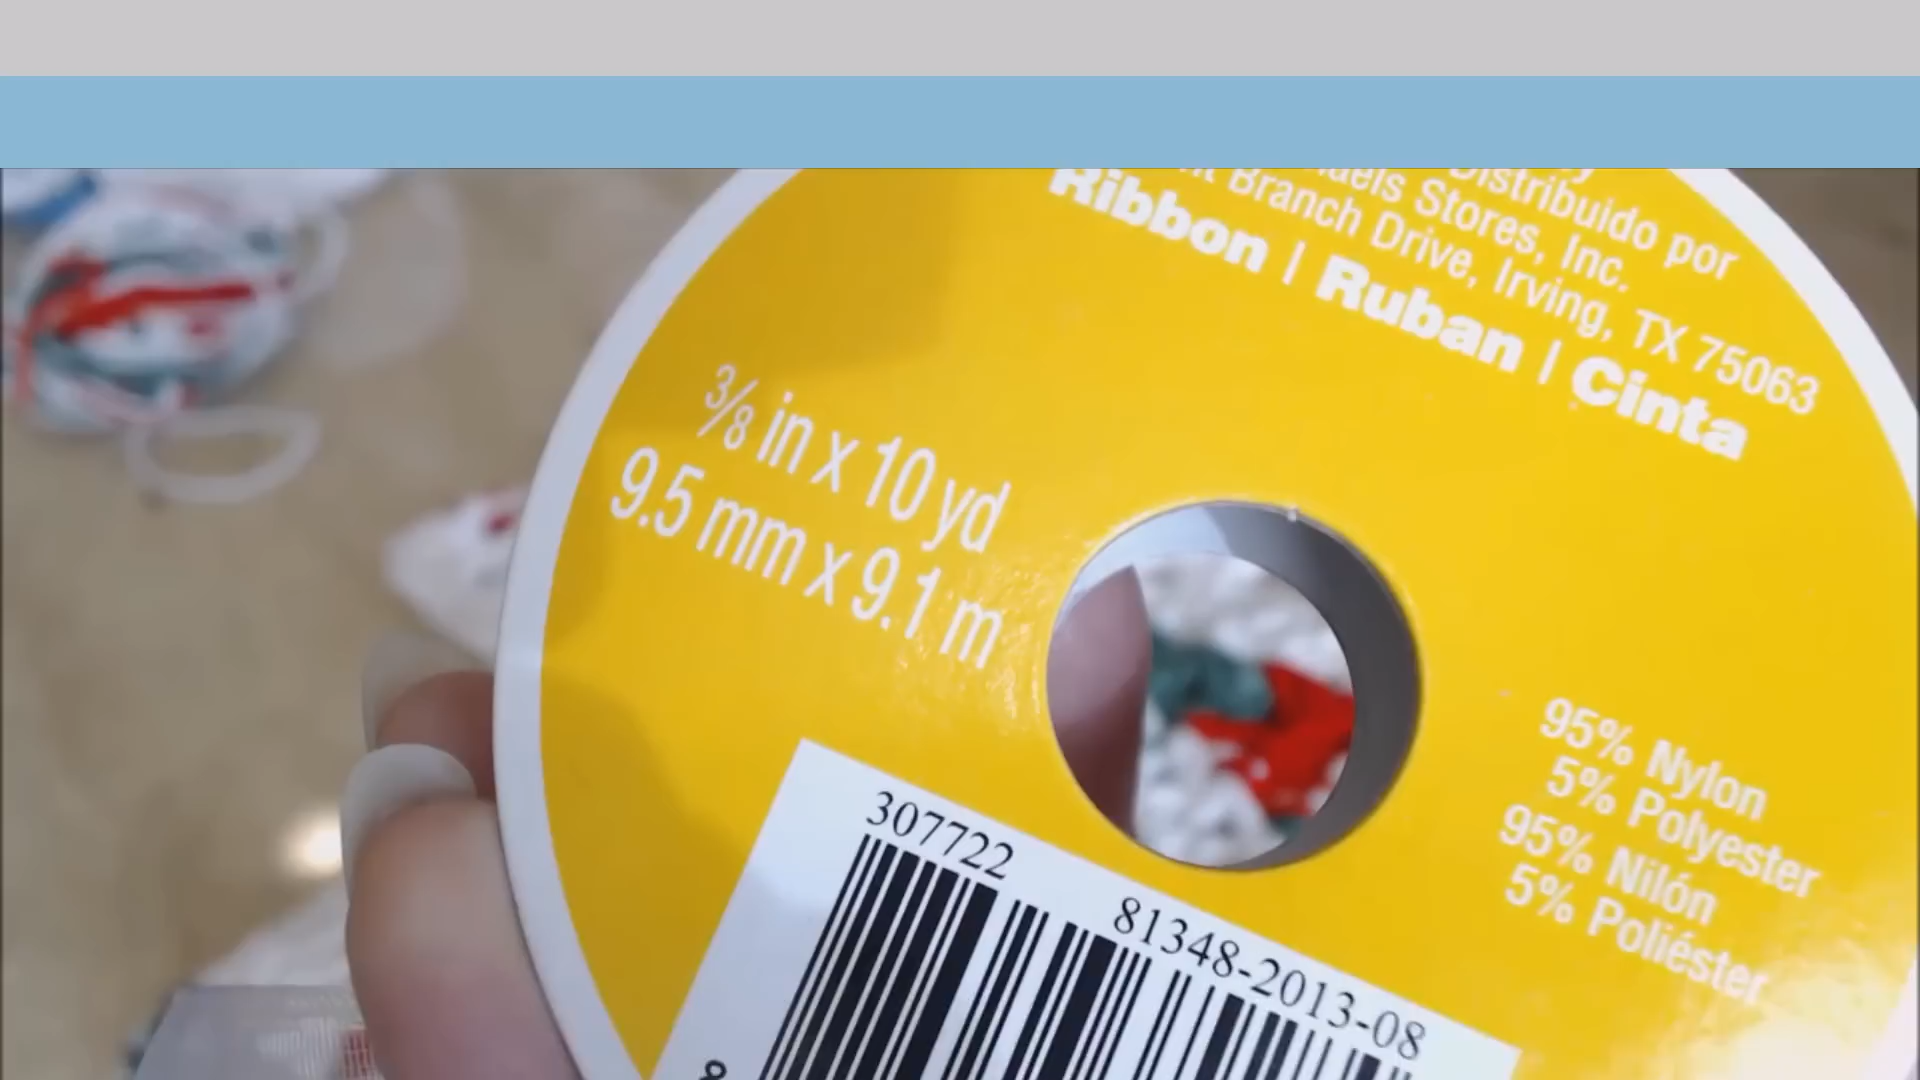 Distribuido por
Stores, Inc.
Branch Drive, Irving, TX 75063
Ribbon | Ruban | Cinta
3/8 in x 10 yd
9.5 mm x 9.1 m
95% Nylon
5% Polyester
95% Nilón
5% Poliéster
307722
81348-2013-08
8